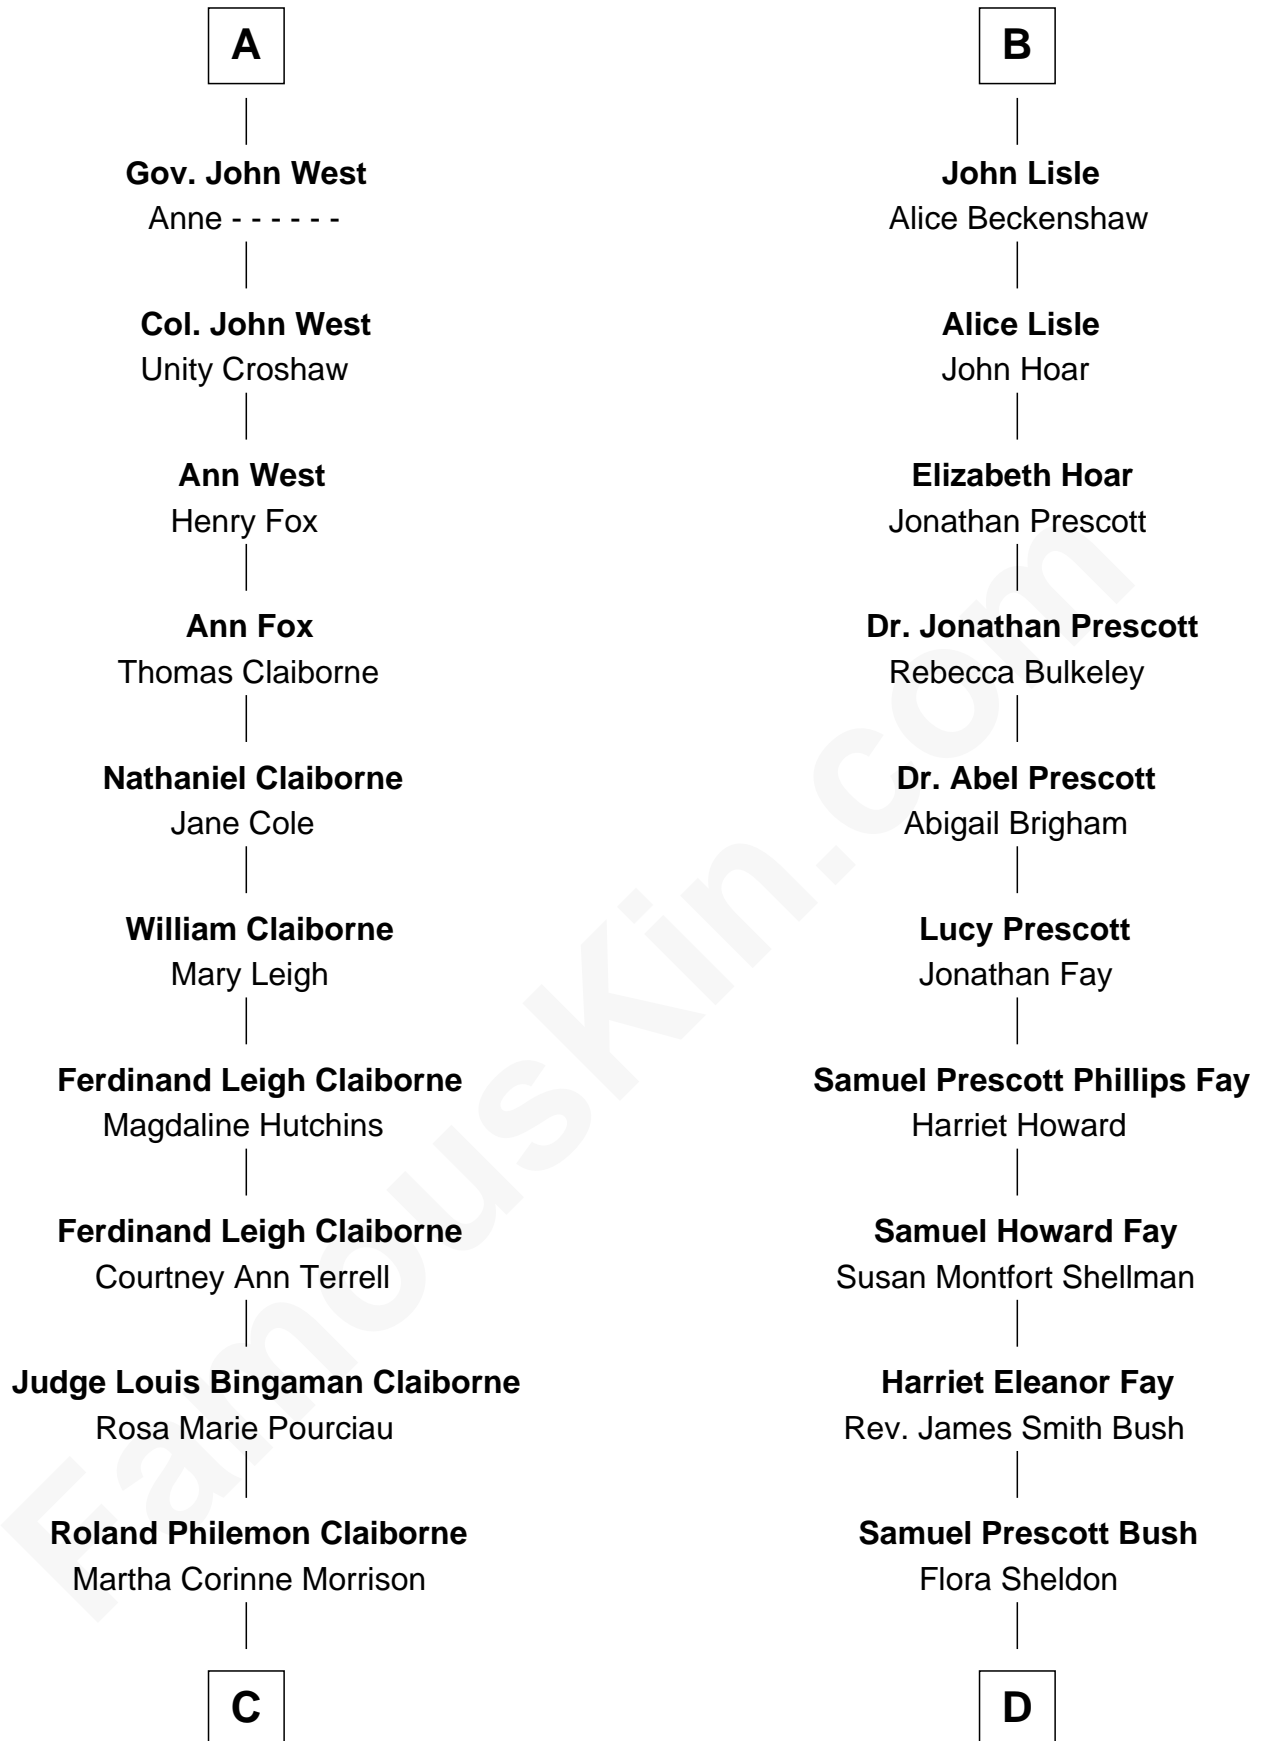 A
Gov. John West
Anne - - - - - -
Col. John West
Unity Croshaw
Ann West
Henry Fox
Ann Fox
Thomas Claiborne
Nathaniel Claiborne
Jane Cole
William Claiborne
Mary Leigh
Ferdinand Leigh Claiborne
Magdaline Hutchins
Ferdinand Leigh Claiborne
Courtney Ann Terrell
Judge Louis Bingaman Claiborne
Rosa Marie Pourciau
Roland Philemon Claiborne
Martha Corinne Morrison
C
B
John Lisle
Alice Beckenshaw
Alice Lisle
John Hoar
Elizabeth Hoar
Jonathan Prescott
Dr. Jonathan Prescott
Rebecca Bulkeley
Dr. Abel Prescott
Abigail Brigham
Lucy Prescott
Jonathan Fay
Samuel Prescott Phillips Fay
Harriet Howard
Samuel Howard Fay
Susan Montfort Shellman
Harriet Eleanor Fay
Rev. James Smith Bush
Samuel Prescott Bush
Flora Sheldon
D
FamousKin.com